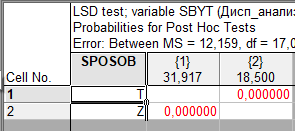 LSD test; variable SBYT (Дисп_анализ
Probabilities for Post Hoc Tests
Error: Between MS = 12,159, df = 17,0
Cell No. SPOSOB {1} {2}
31,917 18,500
1 T 0,000000
2 Z 0,000000